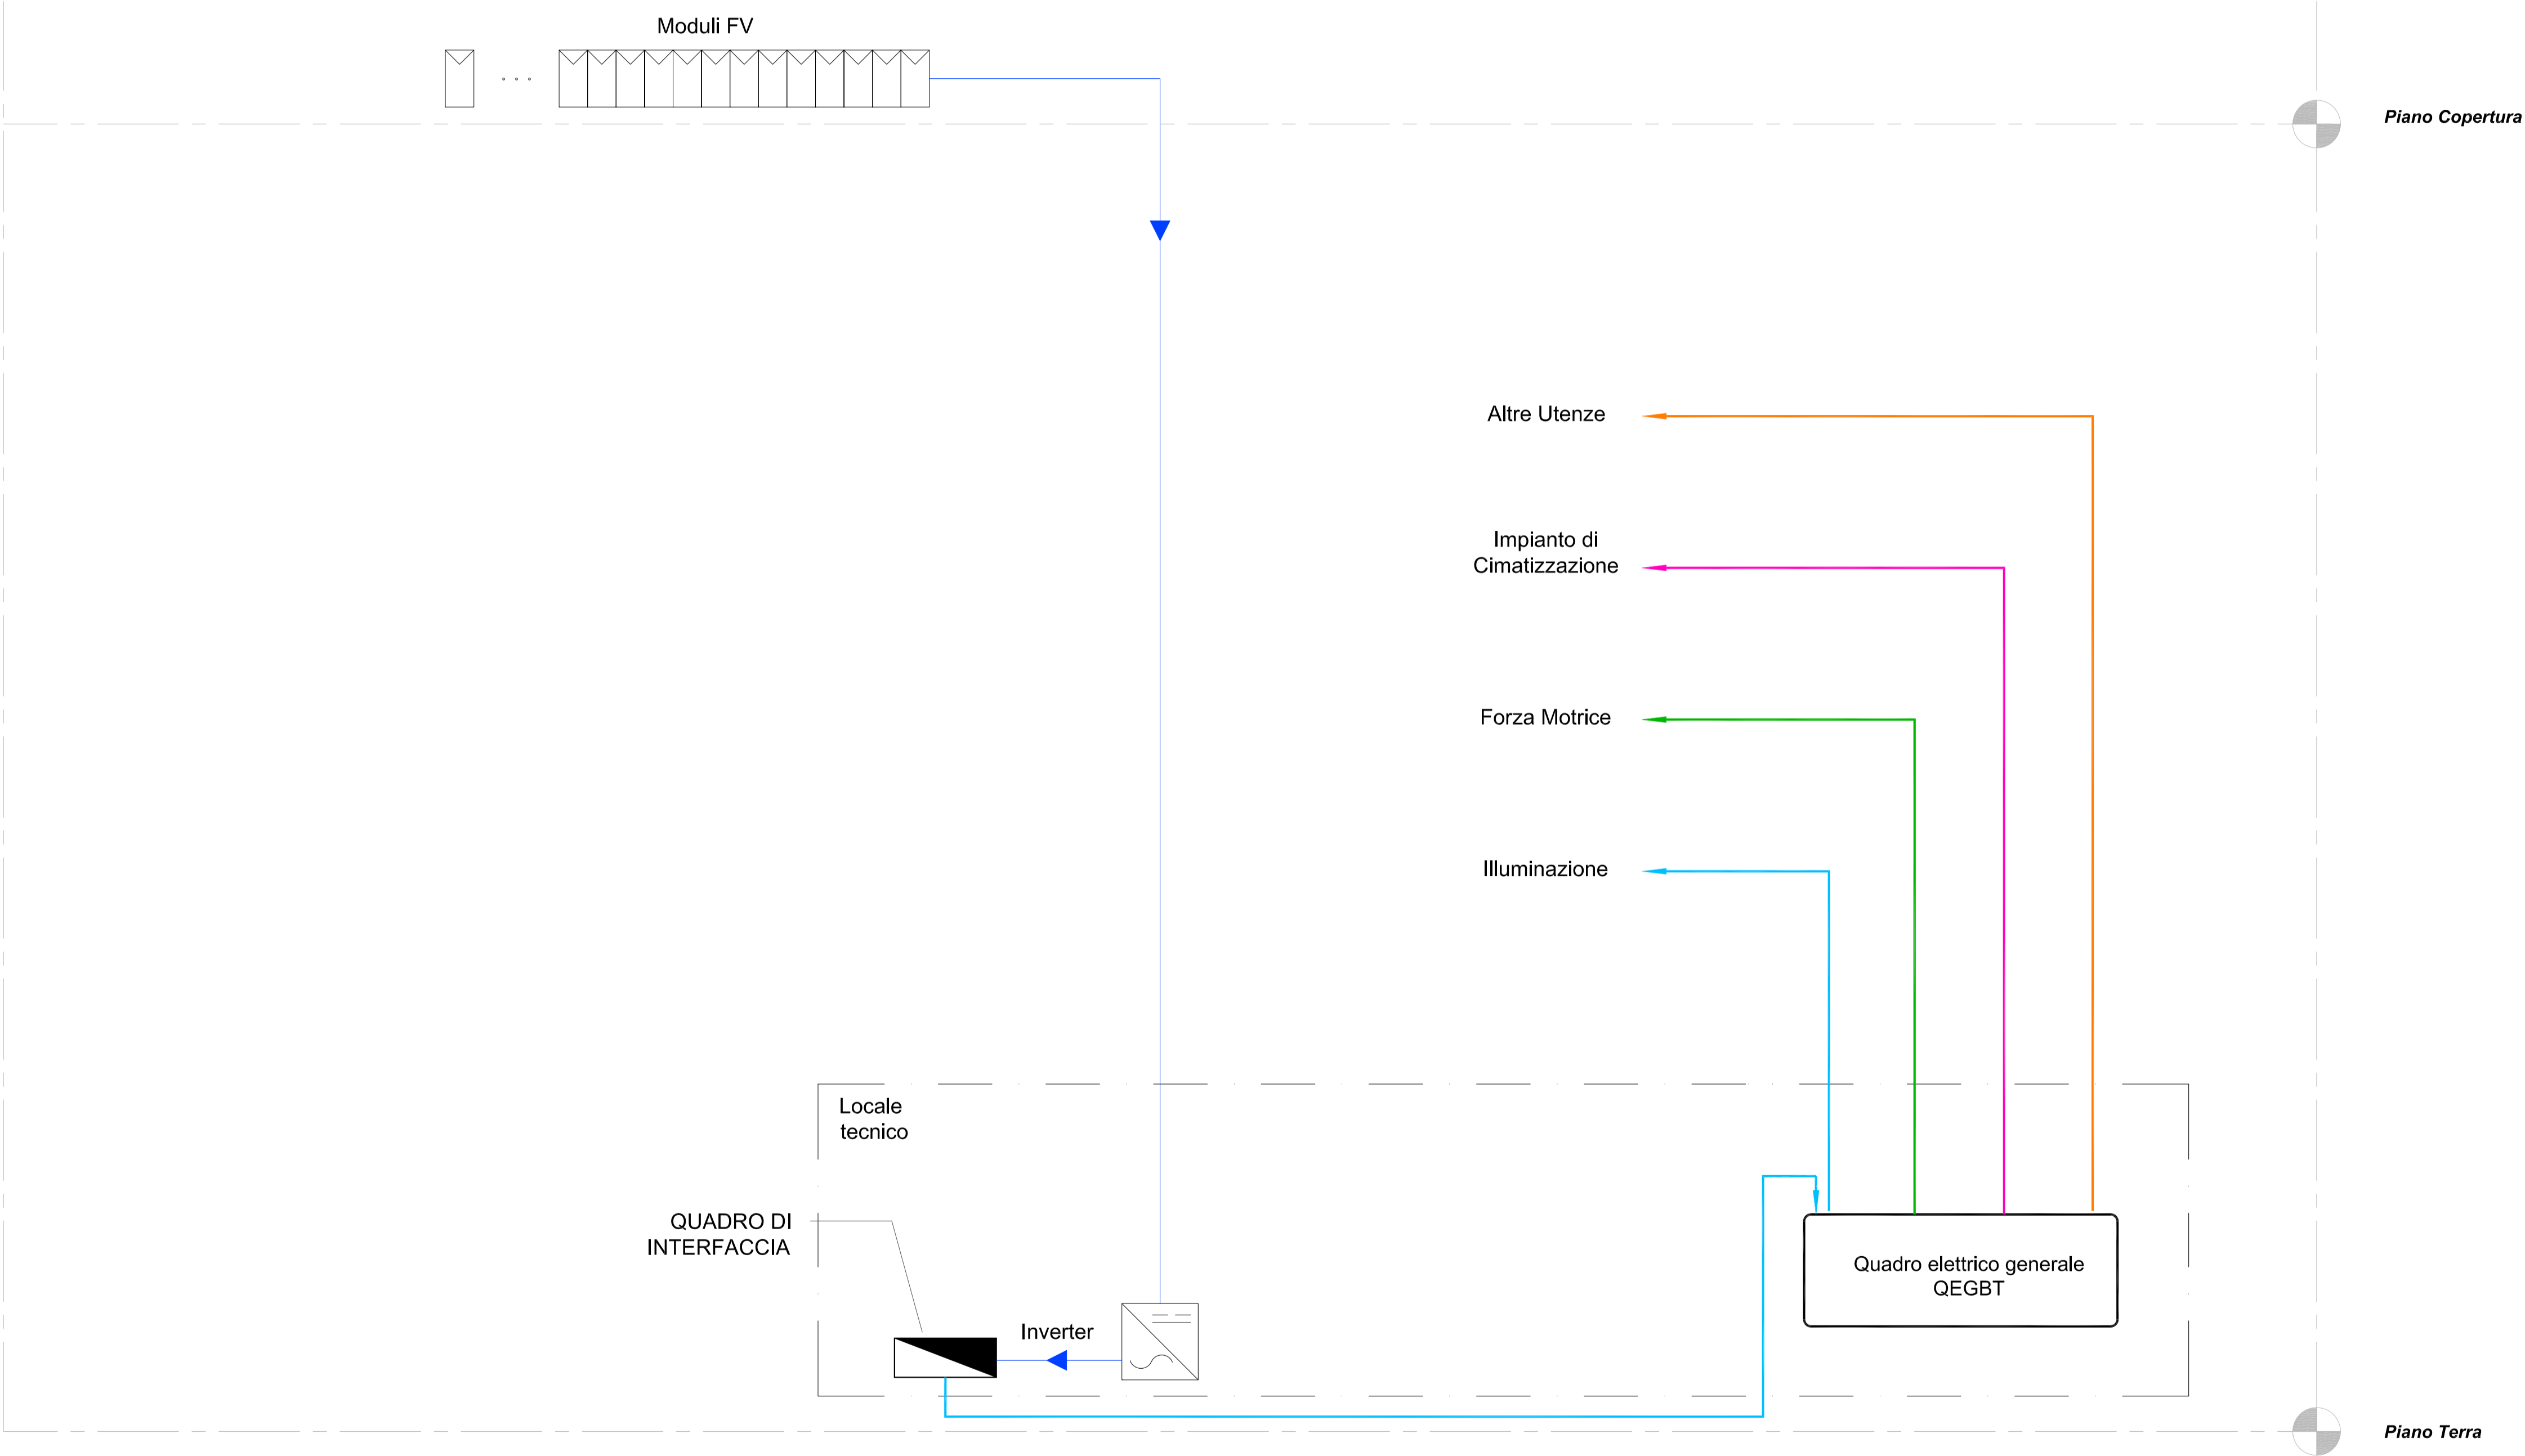 Moduli FV
Piano Copertura
Altre Utenze
Impianto di
Cimatizzazione
Forza Motrice
Illuminazione
Locale
tecnico
QUADRO DI
INTERFACCIA
Quadro elettrico generale
QEGBT
Inverter
Piano Terra